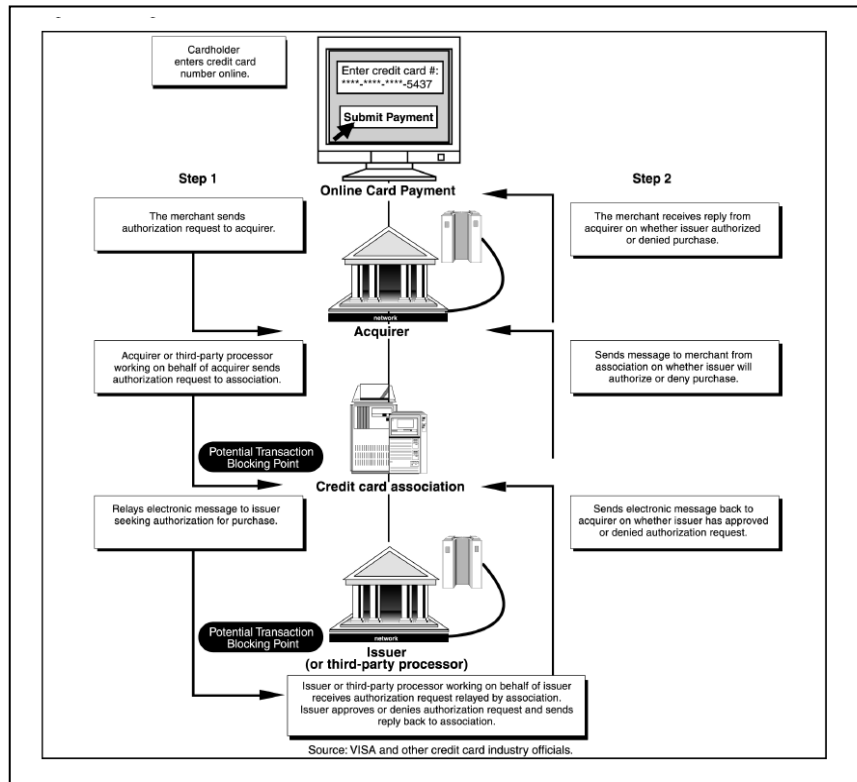 Cardholder
enters credit card
number online.
Enter credit card #:
****-****-****-5437
Submit Payment
Step 1
Online Card Payment
Step 2
The merchant sends
authorization request to acquirer.
The merchant receives reply from
acquirer on whether issuer authorized
or denied purchase.
network
Acquirer
Acquirer or third-party processor
working on behalf of acquirer sends
authorization request to association.
Sends message to merchant from
association on whether issuer will
authorize or deny purchase.
Potential Transaction
Blocking Point
Credit card association
Relays electronic message to issuer
seeking authorization for purchase.
Sends electronic message back to
acquirer on whether issuer has approved
or denied authorization request.
Potential Transaction
Blocking Point
network
Issuer
(or third-party processor)
Issuer or third-party processor working on behalf of issuer
receives authorization request relayed by association.
Issuer approves or denies authorization request and sends
reply back to association.
Source: VISA and other credit card industry officials.